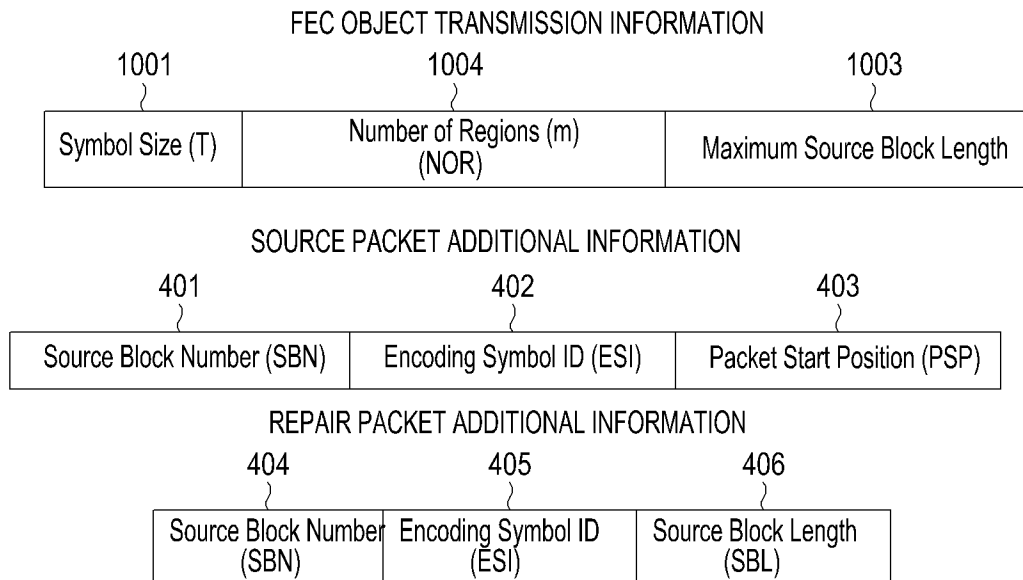 FEC OBJECT TRANSMISSION INFORMATION
1001 1004 1003
Symbol Size (T) Number of Regions (m) (NOR) Maximum Source Block Length
SOURCE PACKET ADDITIONAL INFORMATION
401 402 403
Source Block Number (SBN) Encoding Symbol ID (ESI) Packet Start Position (PSP)
REPAIR PACKET ADDITIONAL INFORMATION
404 405 406
Source Block Number Encoding Symbol ID Source Block Length
(SBN) (ESI) (SBL)